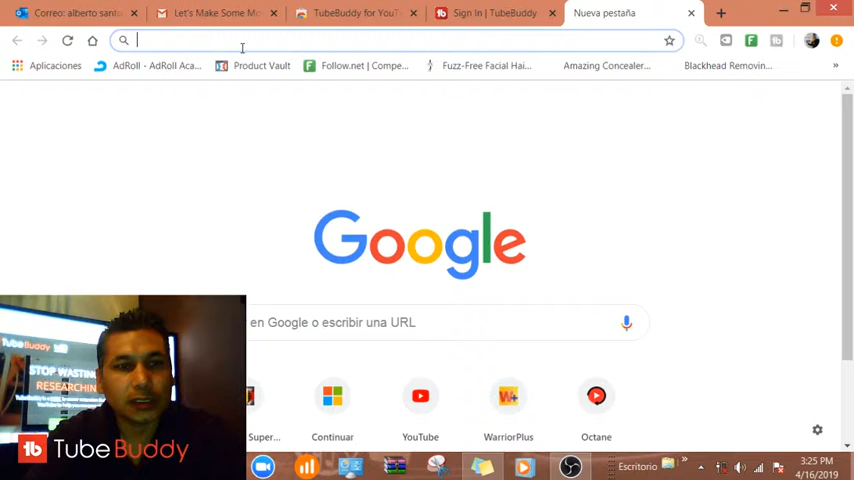 Correo: alberto sant
Let's Make Some Mo
TubeBuddy for YouT
Sign In | TubeBuddy
Nueva pestaña
Aplicaciones
AdRoll - AdRoll Aca...
Product Vault
Follow.net | Compe...
Fuzz-Free Facial Hai...
Amazing Concealer...
Blackhead Removin...
»
Google
en Google o escribir una URL
TubeBuddy
STOP WASTIN
RESEARCHIN
Super...
Continuar
YouTube
W+
WarriorPlus
Octane
TubeBuddy
Escritorio
»
3:25 PM
4/16/2019